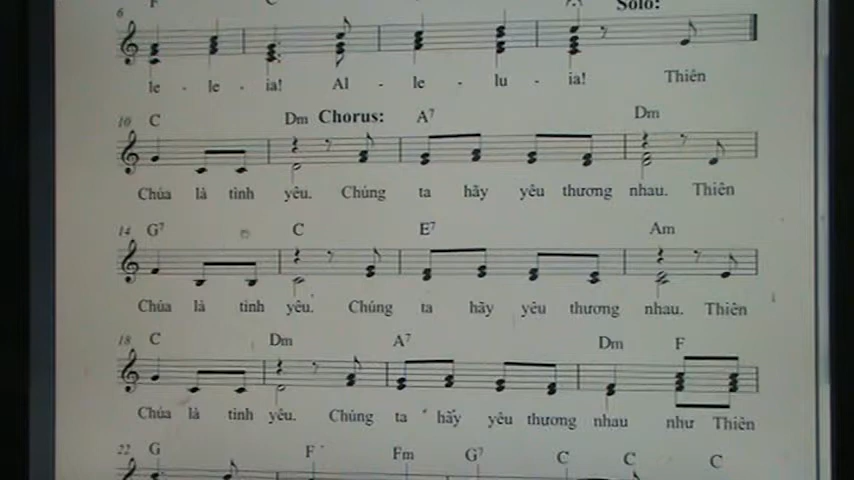 F C Solo:
6
le - le - ia! Al - le - lu - ia! Thiên
10 C Dm Chorus: A7 Dm
Chúa là tình yêu. Chúng ta hãy yêu thương nhau. Thiên
14 G7 C E7 Am
Chúa là tình yêu. Chúng ta hãy yêu thương nhau. Thiên
18 C Dm A7 Dm F
Chúa là tình yêu. Chúng ta hãy yêu thương nhau như Thiên
22 G F Fm G7 C C C